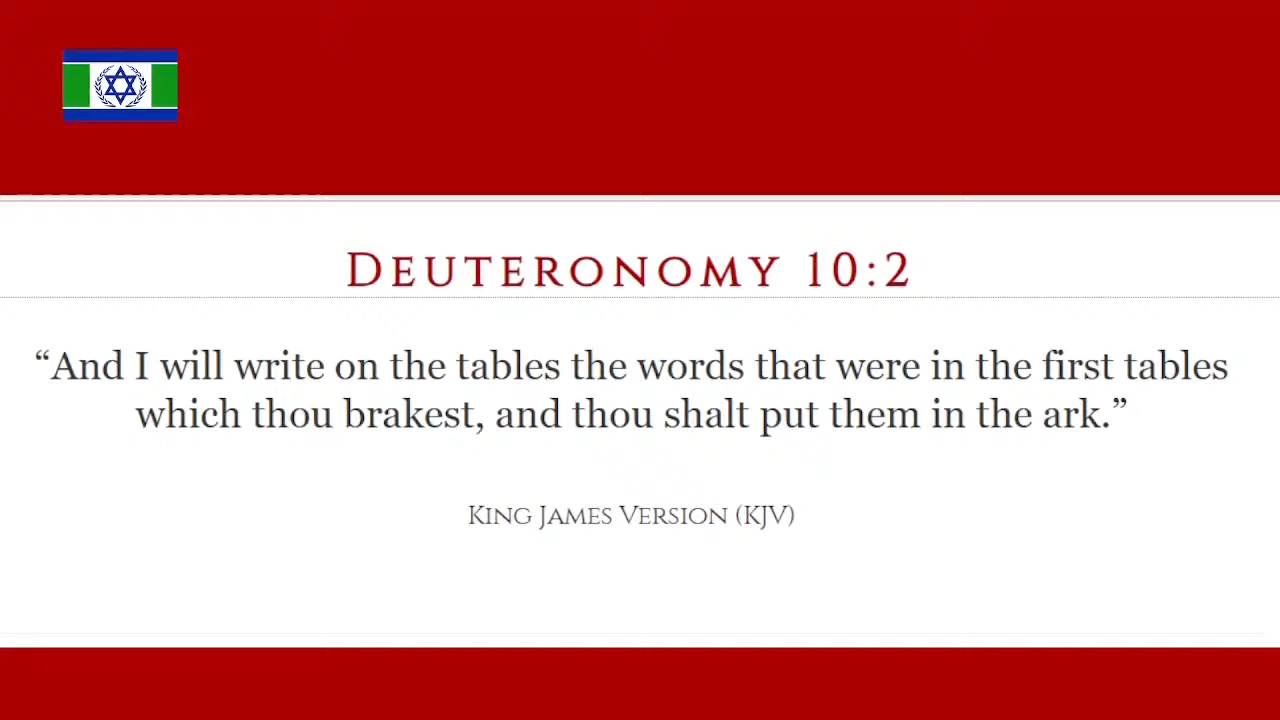 Deuteronomy 10:2
“And I will write on the tables the words that were in the first tables
which thou brakest, and thou shalt put them in the ark.”
King James Version (KJV)